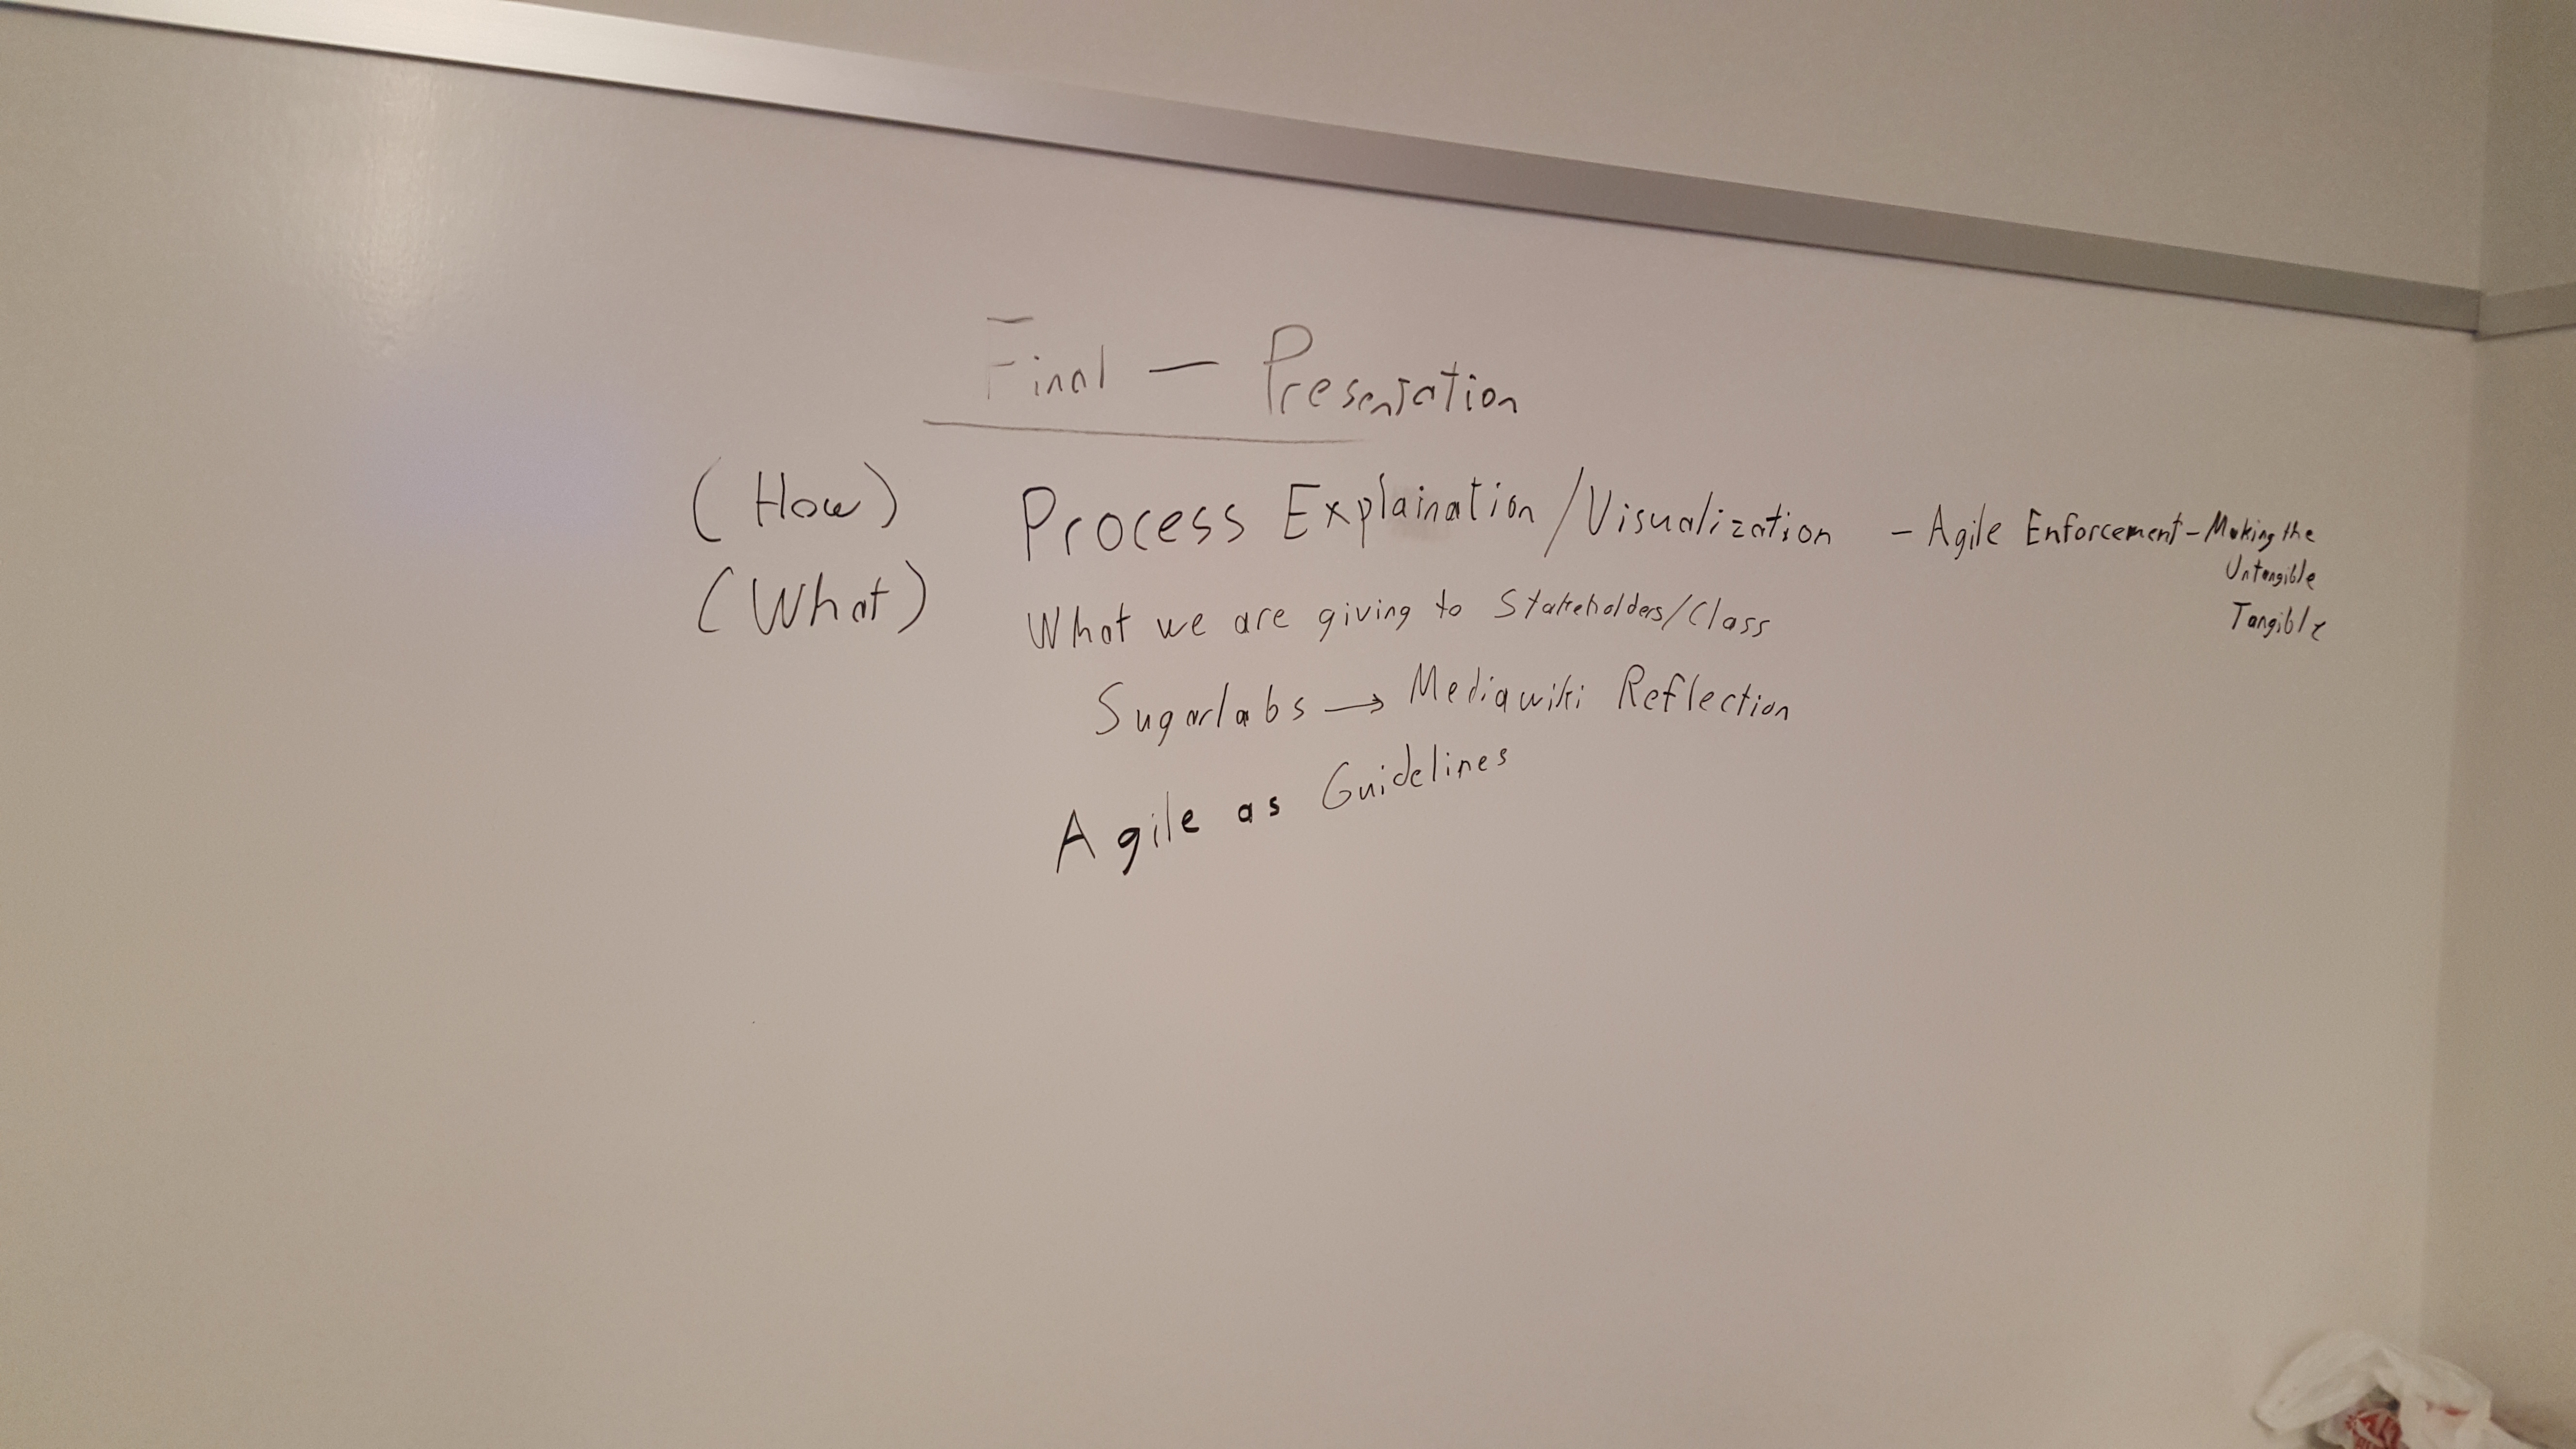 Final — Presentation
(How) Process Explaination/Visualization - Agile Enforcement - Making the
Untangible
Tangible
(What) What we are giving to Stakeholders/Class
Sugarlabs → Mediawiki Reflection
Agile as Guidelines